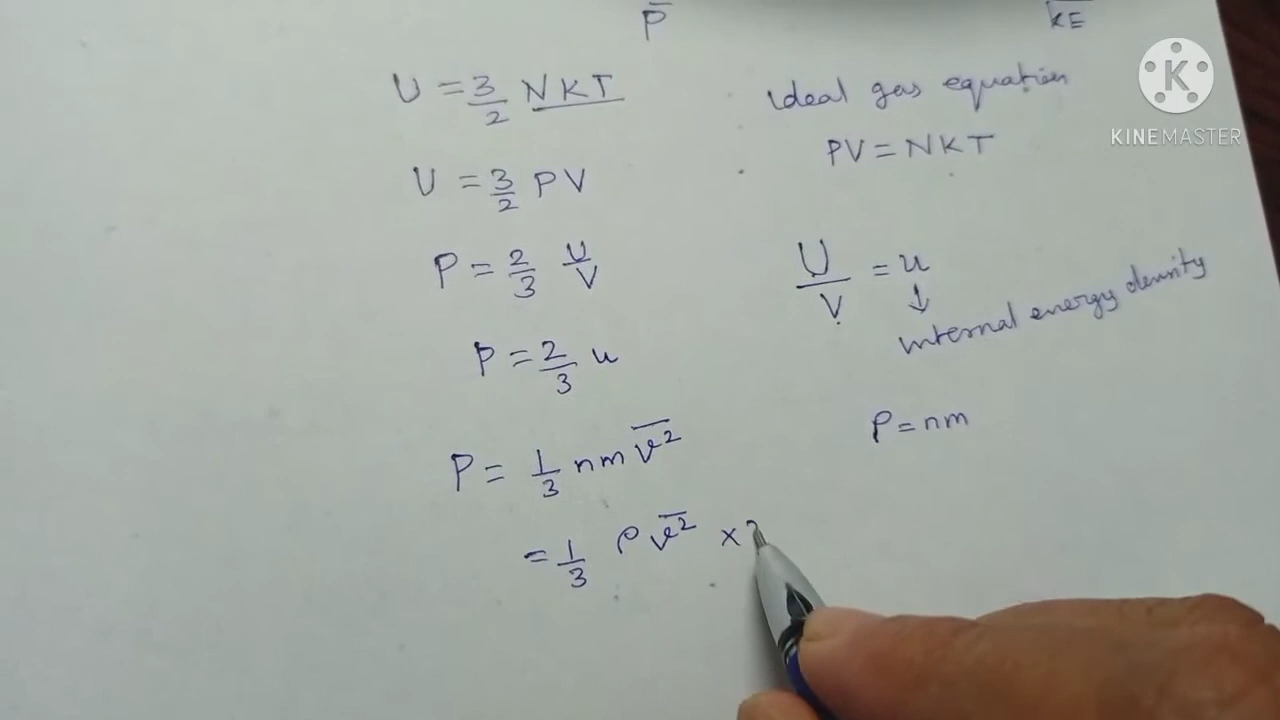 P̅
K̅E̅
U = 3/2 NKT
Ideal gas equation
PV = NKT
U = 3/2 PV
P = 2/3 U/V
U/V = u
↓
internal energy density
P = 2/3 u
P = 1/3 nm v̅²
ρ = nm
= 1/3 ρ v̅² ×
K
KINEMASTER